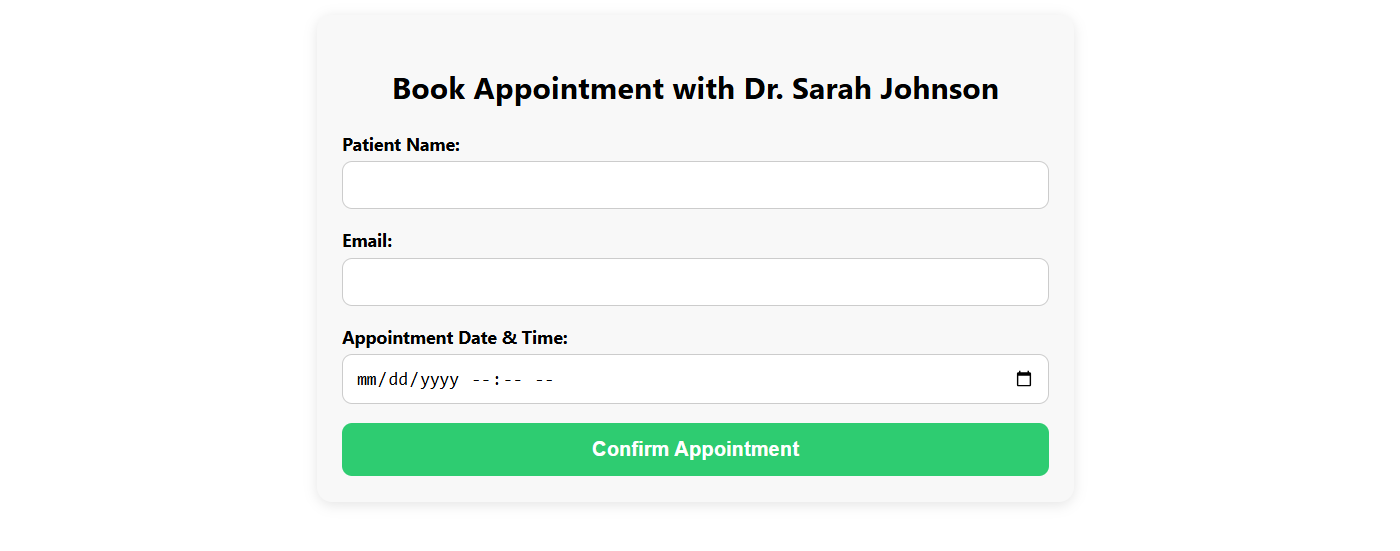 Book Appointment with Dr. Sarah Johnson
Patient Name:
Email:
Appointment Date & Time:
mm/dd/yyyy --:-- --
Confirm Appointment